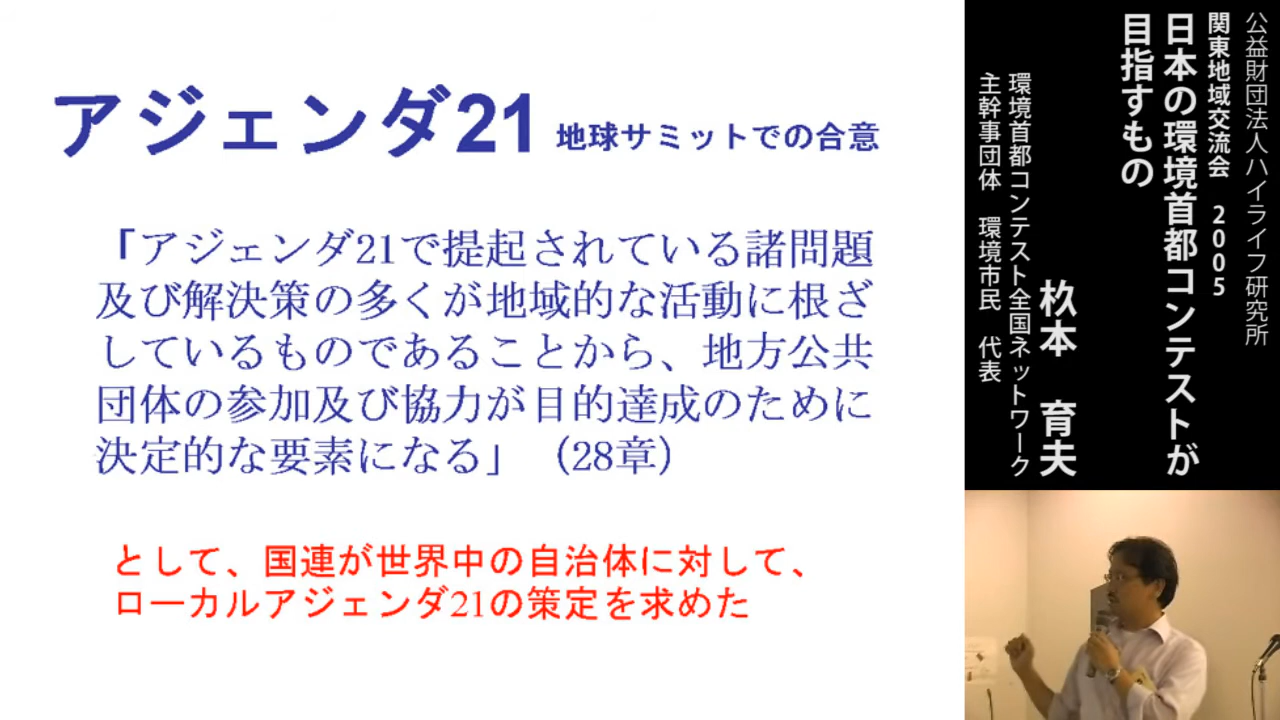 アジェンダ21 地球サミットでの合意
「アジェンダ21で提起されている諸問題
及び解決策の多くが地域的な活動に根ざ
しているものであることから、地方公共
団体の参加及び協力が目的達成のために
決定的な要素になる」（28章）
として、国連が世界中の自治体に対して、
ローカルアジェンダ21の策定を求めた
公益財団法人ハイライフ研究所
関東地域交流会 2005
日本の環境首都コンテストが
目指すもの
杦本 育夫
環境首都コンテスト全国ネットワーク
主幹事団体 環境市民 代表